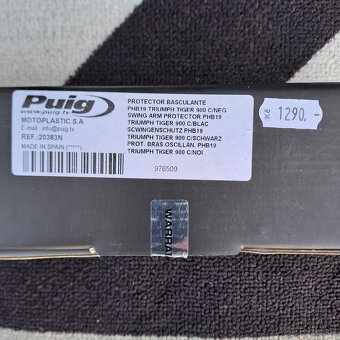 Puig
www.puig.tv
MOTOPLASTIC S.A
E-mail : info@puig.tv
REF.:20383N
MADE IN SPAIN (*****)
PROTECTOR BASCULANTE
PHB19 TRIUMPH TIGER 900 C/NEG
SWING ARM PROTECTOR PHB19
TRIUMPH TIGER 900 C/BLAC
SCWINGENSCHUTZ PHB19
TRIUMPH TIGER 900 C/SCHWARZ
PROT. BRAS OSCILLAN. PHB19
TRIUMPH TIGER 900 C/NOI
976509
Kč 1290,-
WARRAN